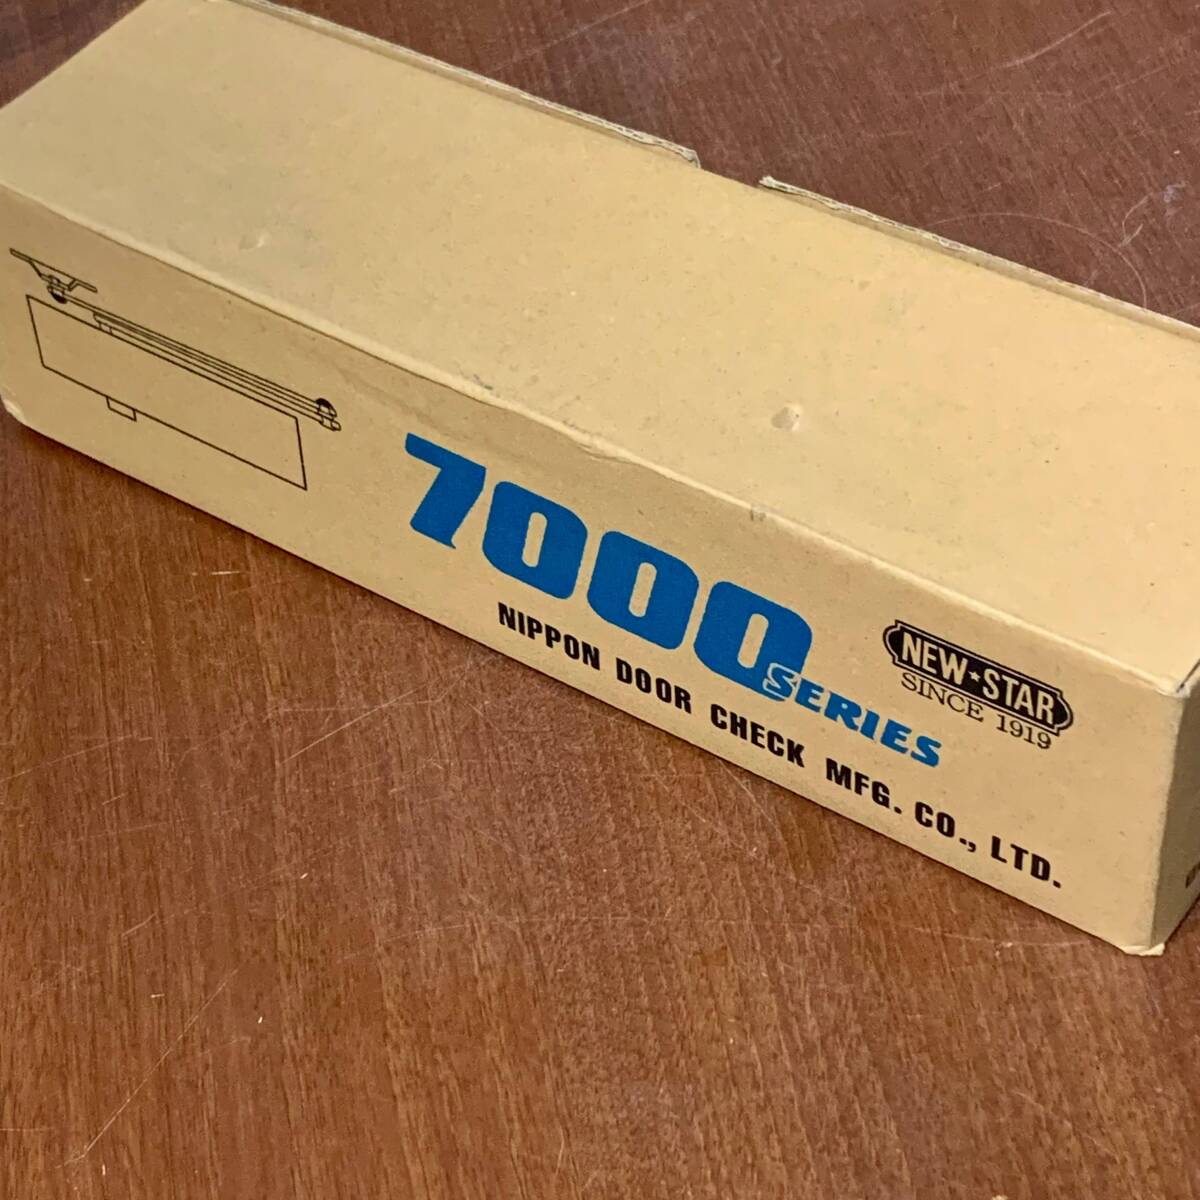 7000 SERIES
NIPPON DOOR CHECK MFG. CO., LTD.
NEW★STAR
SINCE 1919